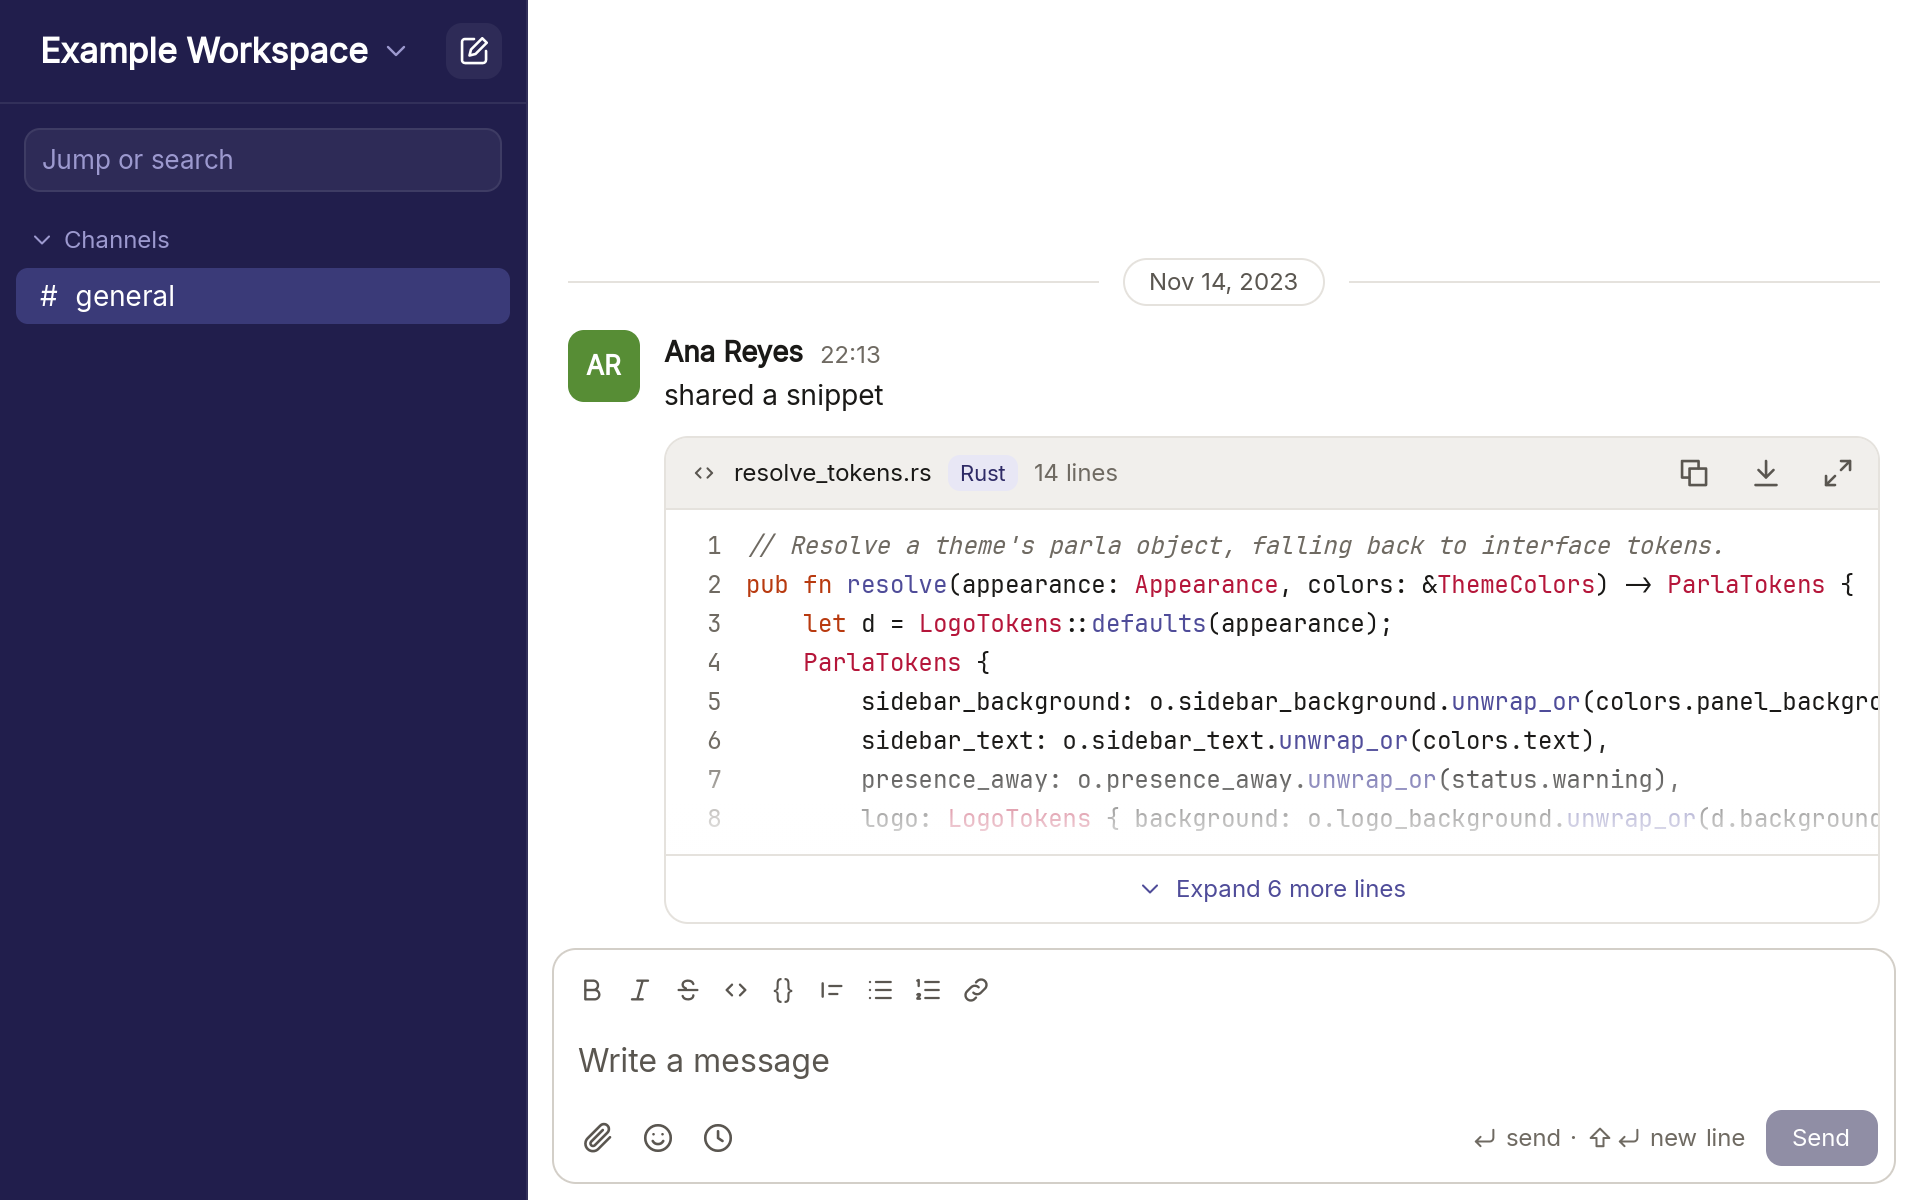 Example Workspace
Jump or search
Channels
# general
Nov 14, 2023
AR
Ana Reyes 22:13
shared a snippet
<> resolve_tokens.rs Rust 14 lines
1 // Resolve a theme's parla object, falling back to interface tokens.
2 pub fn resolve(appearance: Appearance, colors: &ThemeColors) -> ParlaTokens {
3     let d = LogoTokens::defaults(appearance);
4     ParlaTokens {
5         sidebar_background: o.sidebar_background.unwrap_or(colors.panel_backgro
6         sidebar_text: o.sidebar_text.unwrap_or(colors.text),
7         presence_away: o.presence_away.unwrap_or(status.warning),
8         logo: LogoTokens { background: o.logo_background.unwrap_or(d.background
Expand 6 more lines
Write a message
send · new line
Send